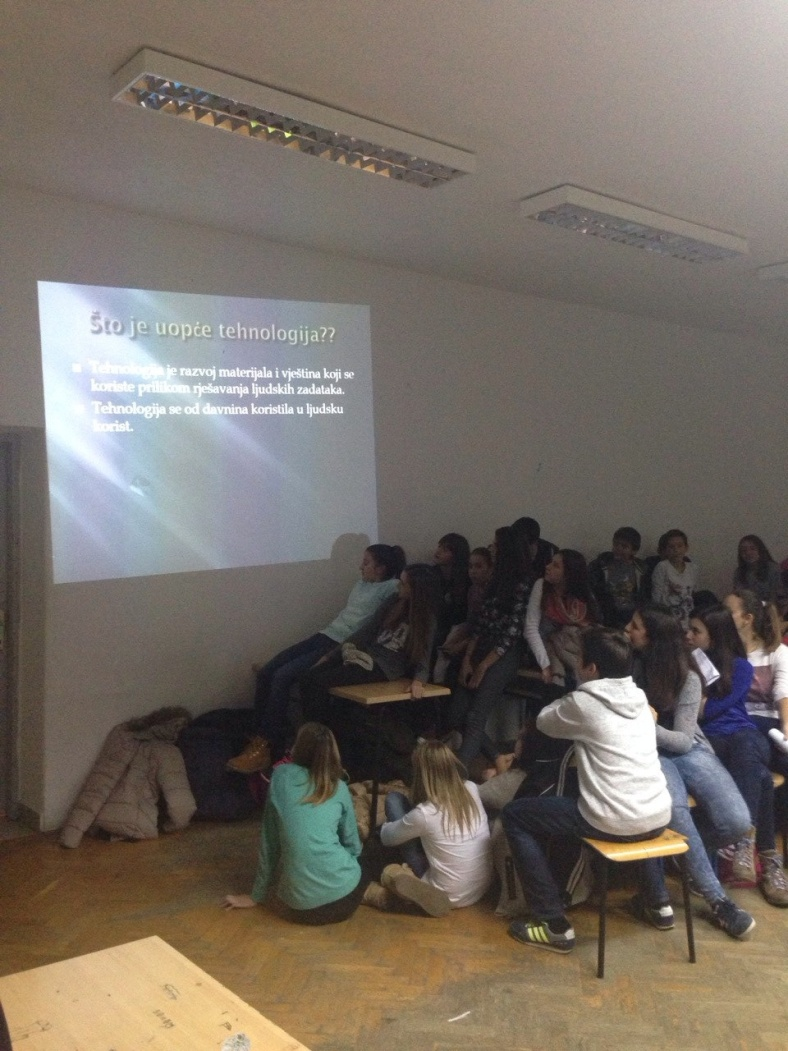 Što je uopće tehnologija??
Tehnologija je razvoj materijala i vještina koji se
koriste prilikom rješavanja ljudskih zadataka.
Tehnologija se od davnina koristila u ljudsku
korist.